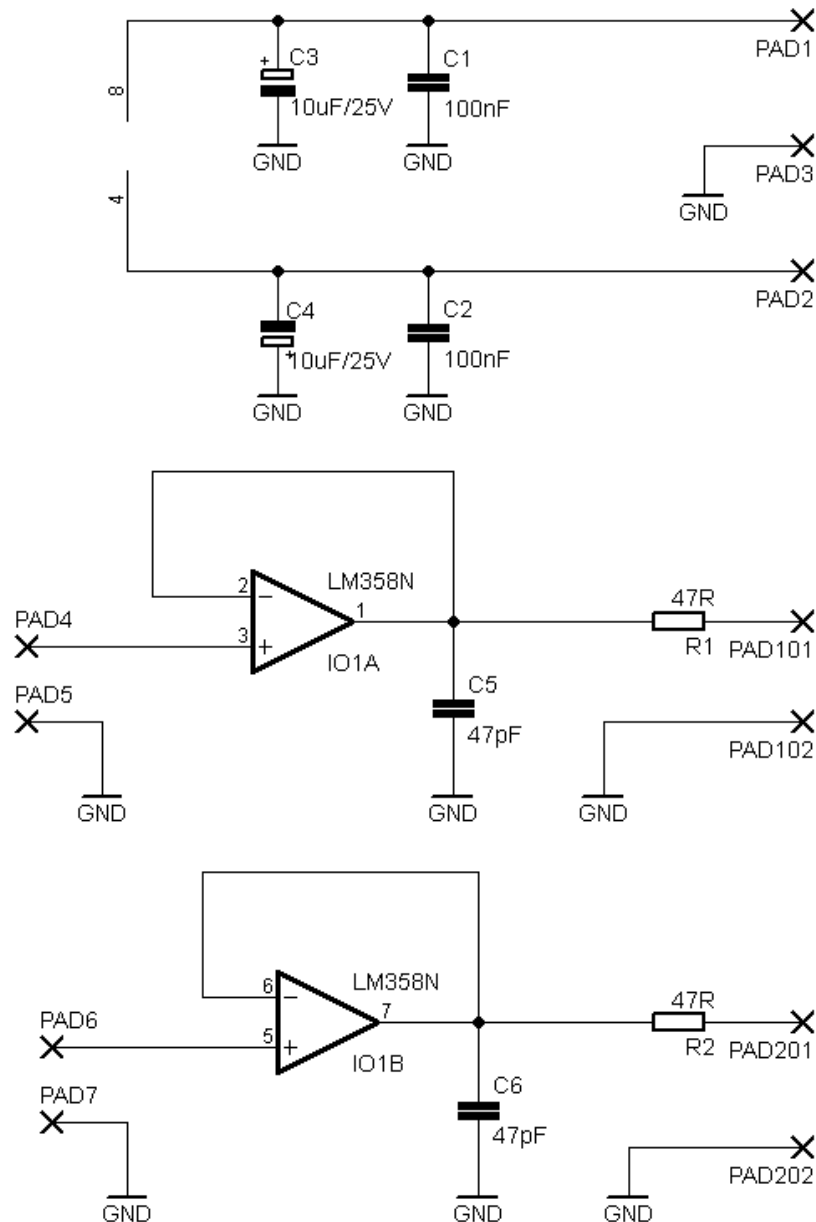 PAD1
C3
C1
+
8
10uF/25V
100nF
GND
GND
PAD3
4
GND
PAD2
C4
C2
+
10uF/25V
100nF
GND
GND
LM358N
2
−
47R
PAD4
1
3
+
IO1A
R1
PAD101
PAD5
C5
47pF
PAD102
GND
GND
GND
LM358N
6
−
47R
PAD6
7
5
+
IO1B
R2
PAD201
PAD7
C6
47pF
PAD202
GND
GND
GND